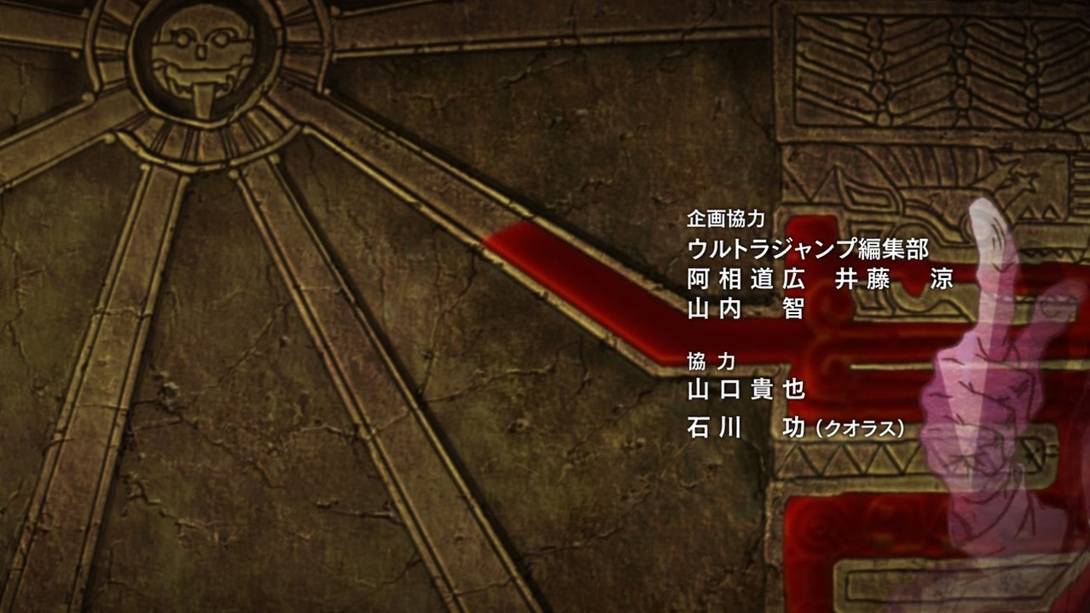 企画協力
ウルトラジャンプ編集部
阿相道広 井藤 涼
山内 智
協力
山口貴也
石川 功(クオラス)